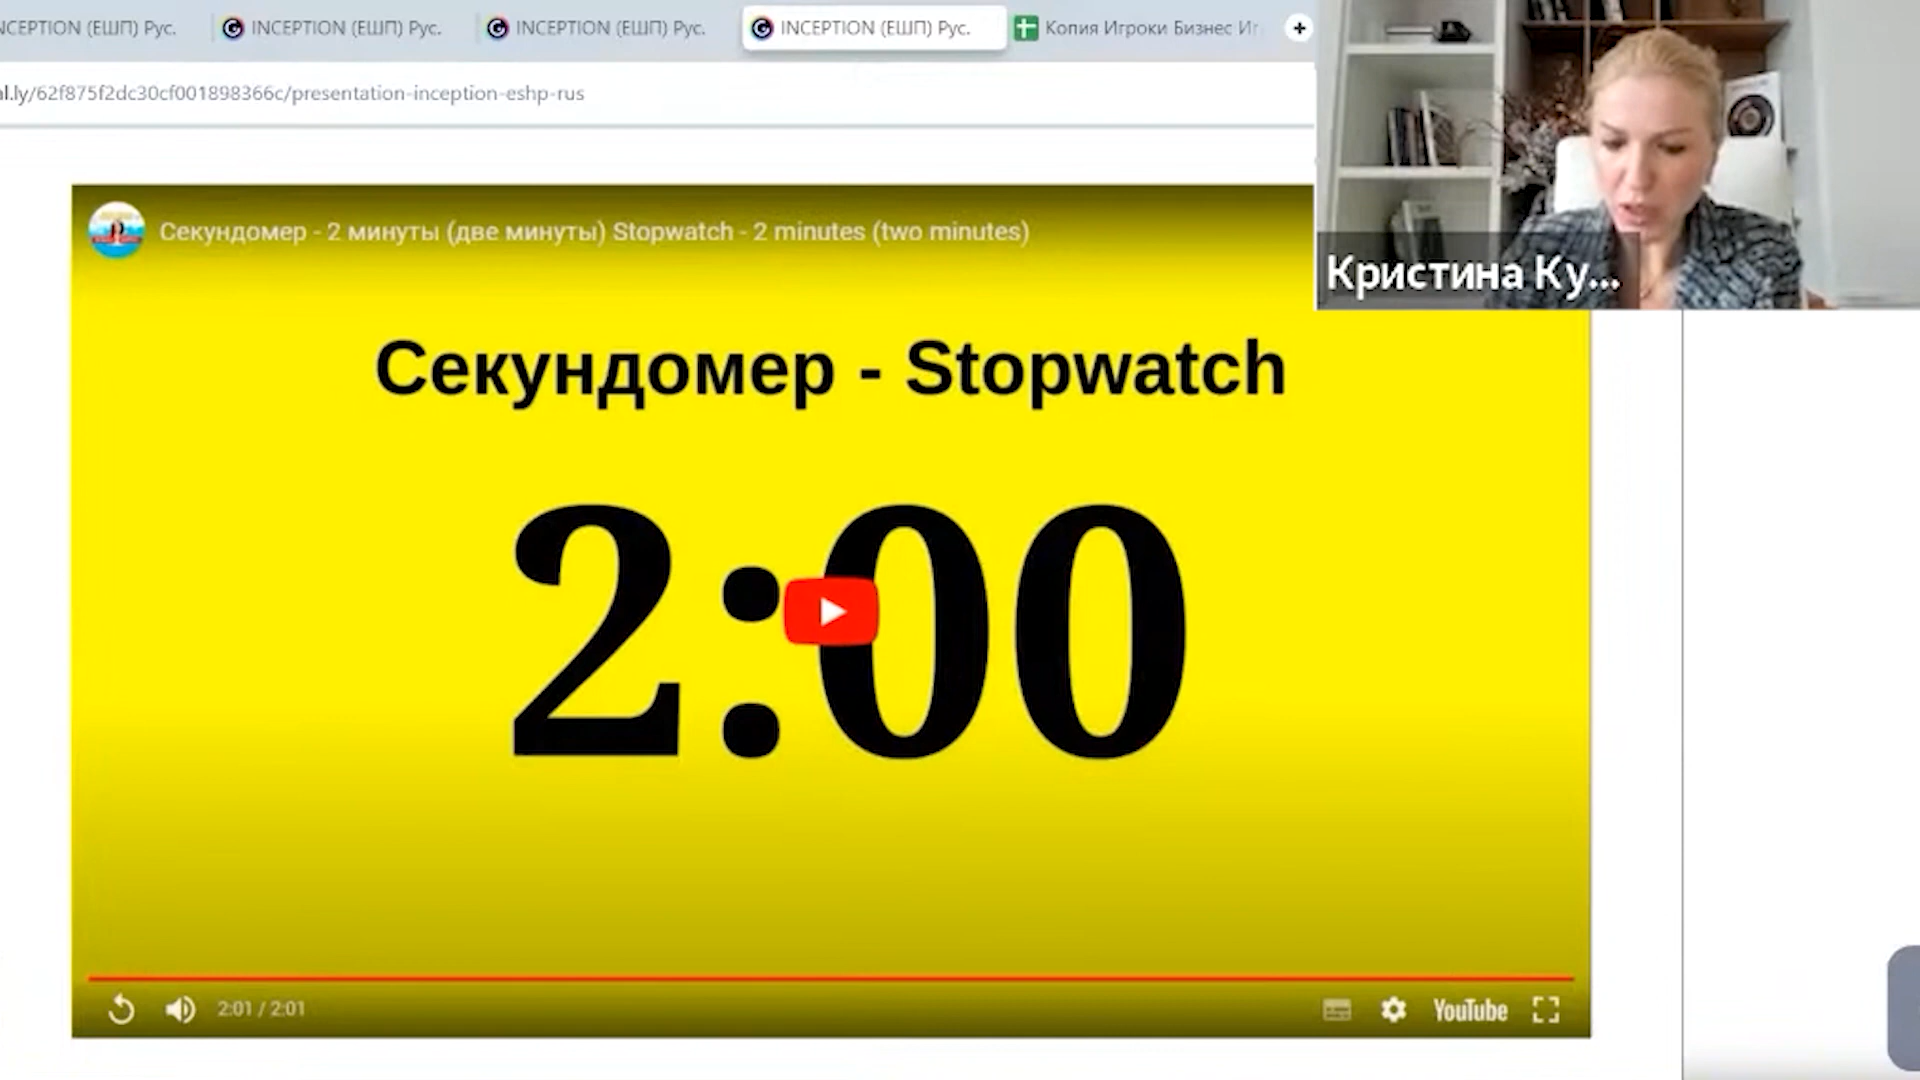 NCEPTION (ЕШП) Рус.
INCEPTION (ЕШП) Рус.
INCEPTION (ЕШП) Рус.
INCEPTION (ЕШП) Рус.
Копия Игроки Бизнес Иг
al.ly/62f875f2dc30cf001898366c/presentation-inception-eshp-rus
Кристина Ку...
Секундомер - 2 минуты (две минуты) Stopwatch - 2 minutes (two minutes)
Секундомер - Stopwatch
2:00
2:01 / 2:01
YouTube